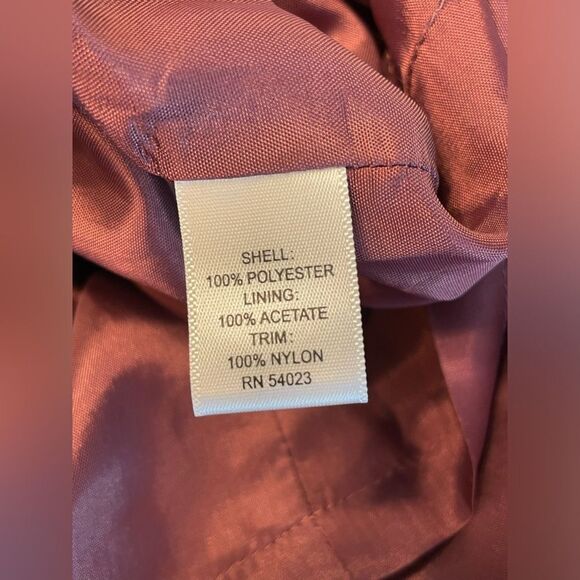 SHELL:
100% POLYESTER
LINING:
100% ACETATE
TRIM:
100% NYLON
RN 54023